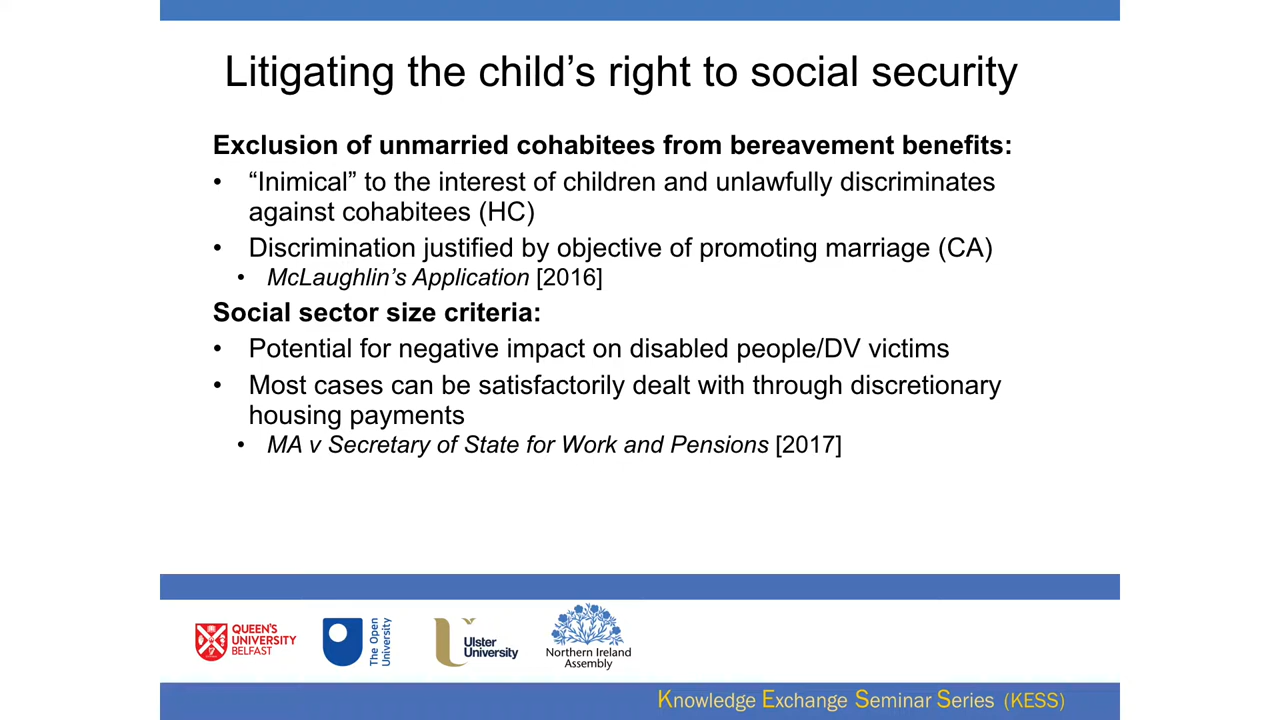 Litigating the child's right to social security
Exclusion of unmarried cohabitees from bereavement benefits:
• “Inimical” to the interest of children and unlawfully discriminates
against cohabitees (HC)
• Discrimination justified by objective of promoting marriage (CA)
• McLaughlin’s Application [2016]
Social sector size criteria:
• Potential for negative impact on disabled people/DV victims
• Most cases can be satisfactorily dealt with through discretionary
housing payments
• MA v Secretary of State for Work and Pensions [2017]
QUEEN'S
UNIVERSITY
BELFAST
The Open
University
Ulster
University
Northern Ireland
Assembly
Knowledge Exchange Seminar Series (KESS)